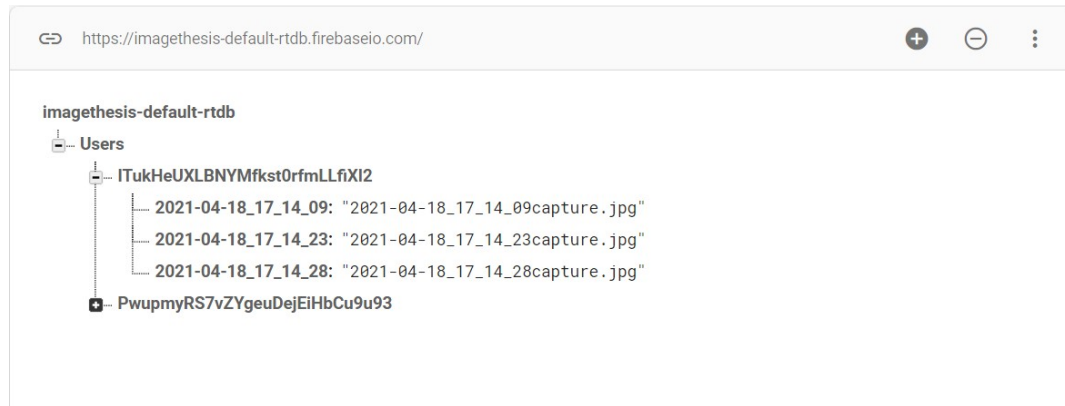 https://imagethesis-default-rtdb.firebaseio.com/
imagethesis-default-rtdb
Users
ITukHeUXLBNYMfkst0rfmLLfiXI2
2021-04-18_17_14_09: "2021-04-18_17_14_09capture.jpg"
2021-04-18_17_14_23: "2021-04-18_17_14_23capture.jpg"
2021-04-18_17_14_28: "2021-04-18_17_14_28capture.jpg"
PwupmyRS7vZYgeuDejEiHbCu9u93